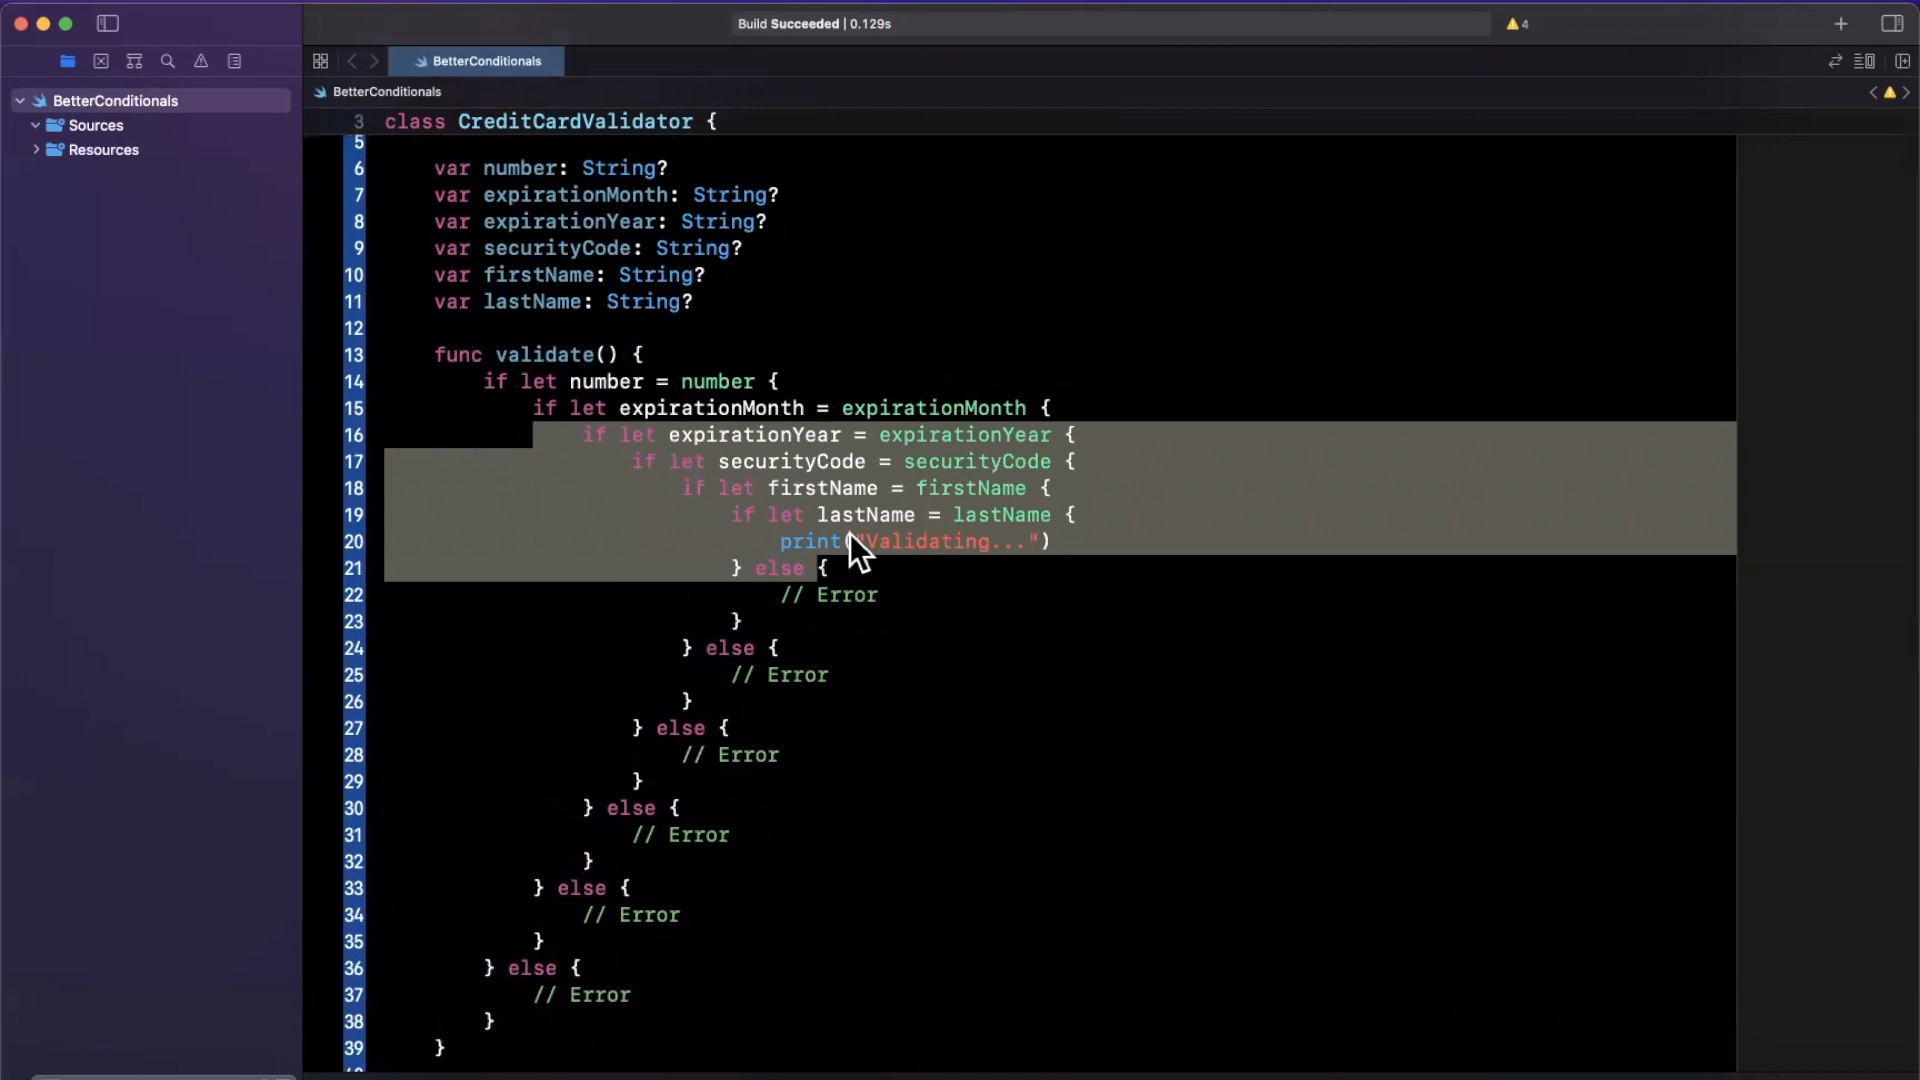 Build Succeeded | 0.129s
4
BetterConditionals
BetterConditionals
Sources
Resources
BetterConditionals
3 class CreditCardValidator {
5
6 var number: String?
7 var expirationMonth: String?
8 var expirationYear: String?
9 var securityCode: String?
10 var firstName: String?
11 var lastName: String?
12
13 func validate() {
14 if let number = number {
15 if let expirationMonth = expirationMonth {
16 if let expirationYear = expirationYear {
17 if let securityCode = securityCode {
18 if let firstName = firstName {
19 if let lastName = lastName {
20 print("Validating...")
21 } else {
22 // Error
23 }
24 } else {
25 // Error
26 }
27 } else {
28 // Error
29 }
30 } else {
31 // Error
32 }
33 } else {
34 // Error
35 }
36 } else {
37 // Error
38 }
39 }